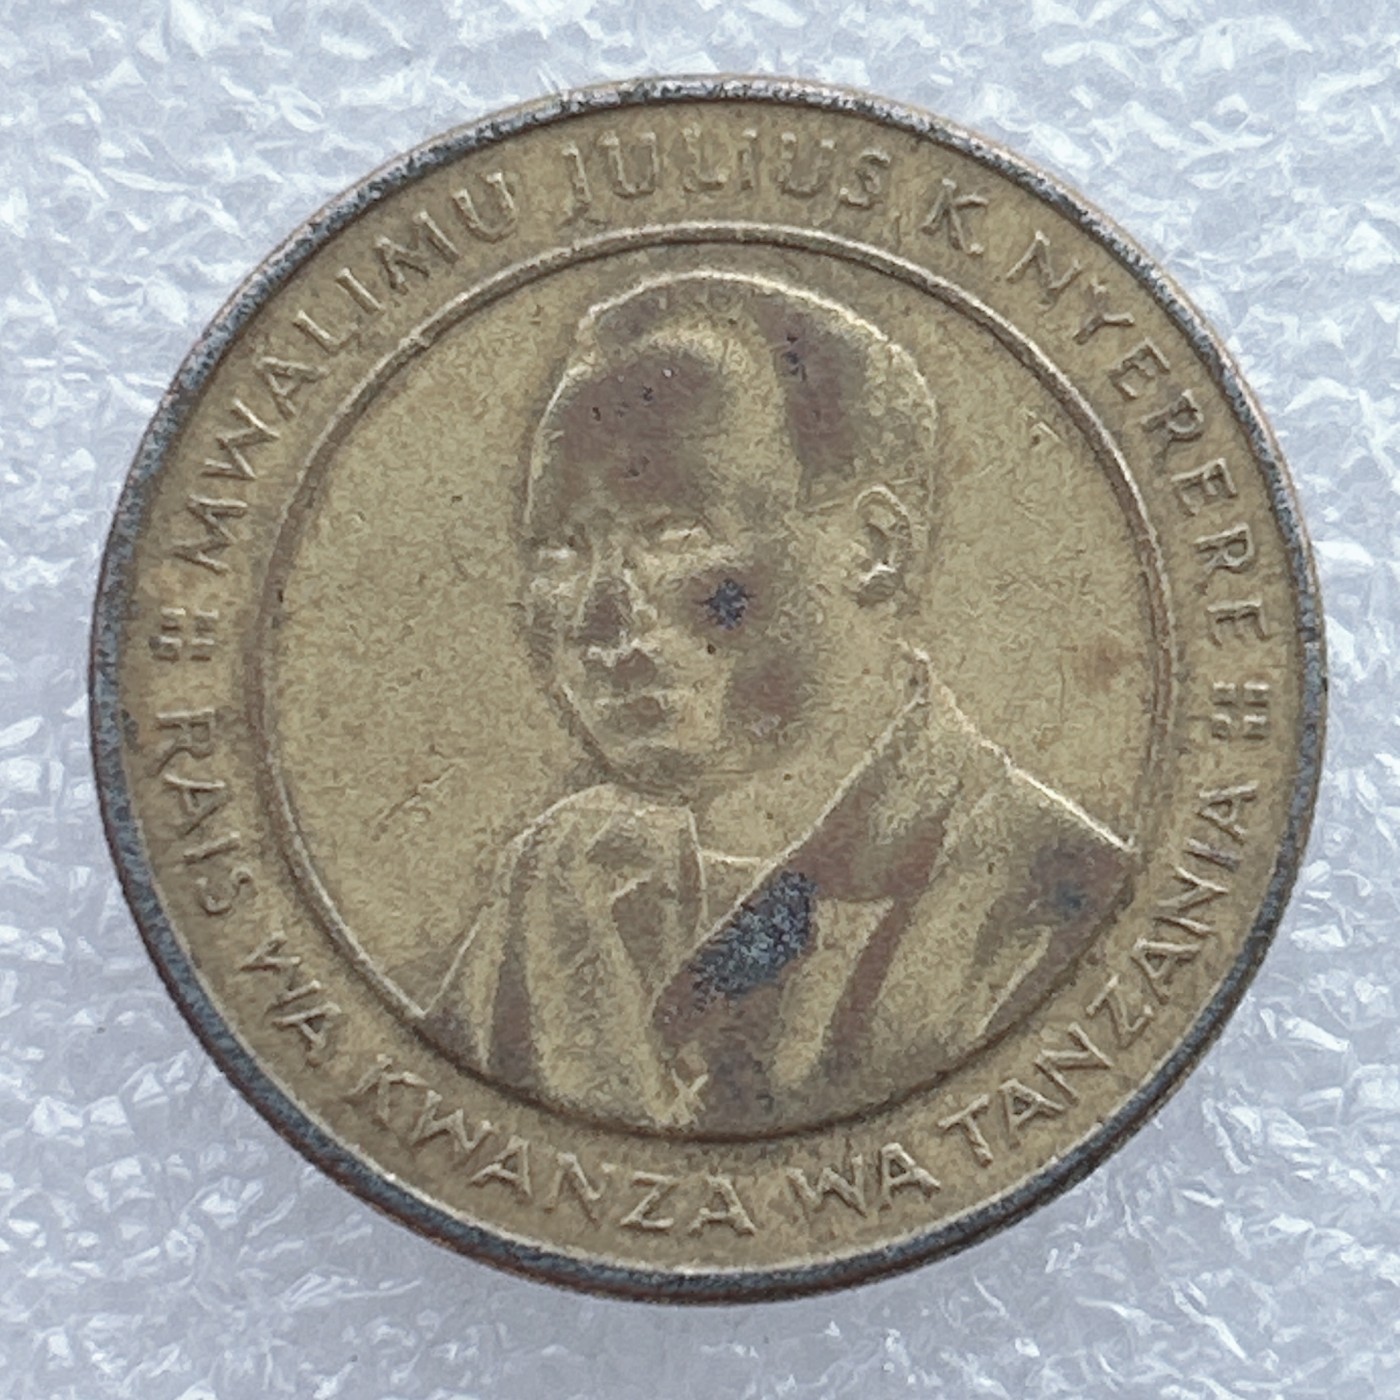 MWALIMU JULIUS K NYERERE
RAIS WA KWANZA WA TANZANIA